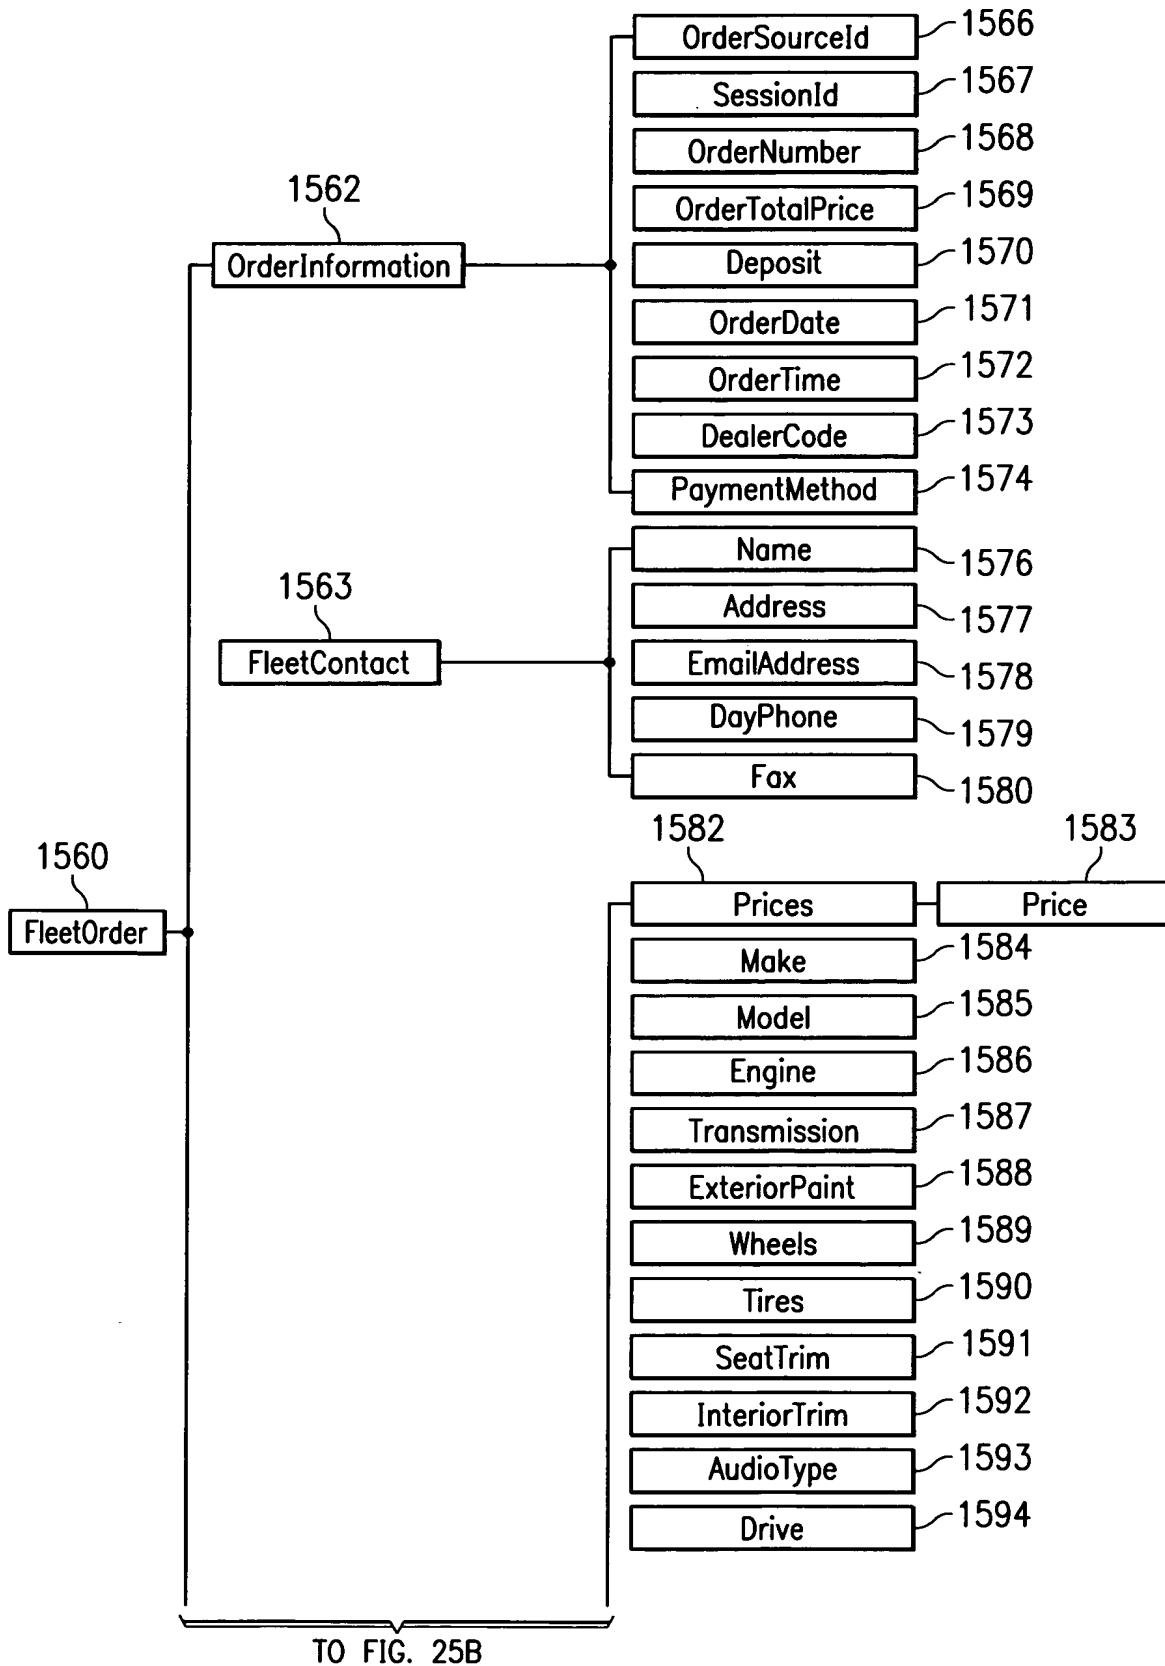 OrderSourceId 1566
SessionId 1567
OrderNumber 1568
1562
OrderTotalPrice 1569
OrderInformation
Deposit 1570
OrderDate 1571
OrderTime 1572
DealerCode 1573
PaymentMethod 1574
Name 1576
1563
Address 1577
FleetContact
EmailAddress 1578
DayPhone 1579
Fax 1580
1582 1583
1560
Prices Price
FleetOrder
Make 1584
Model 1585
Engine 1586
Transmission 1587
ExteriorPaint 1588
Wheels 1589
Tires 1590
SeatTrim 1591
InteriorTrim 1592
AudioType 1593
Drive 1594
TO FIG. 25B